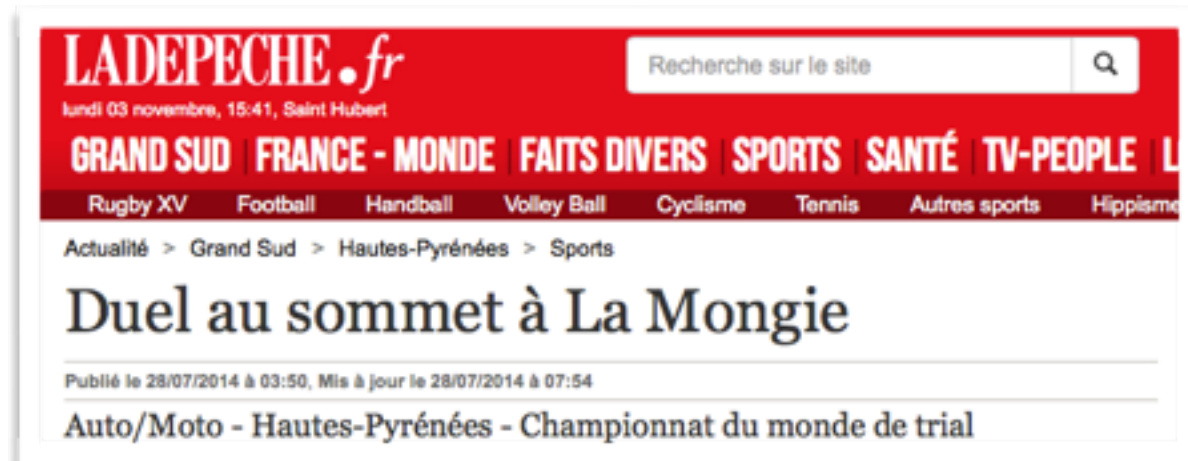 LADEPECHE.fr
Recherche sur le site
lundi 03 novembre, 15:41, Saint Hubert
GRAND SUD | FRANCE - MONDE | FAITS DIVERS | SPORTS | SANTÉ | TV-PEOPLE | L
Rugby XV Football Handball Volley Ball Cyclisme Tennis Autres sports Hippisme
Actualité > Grand Sud > Hautes-Pyrénées > Sports
Duel au sommet à La Mongie
Publié le 28/07/2014 à 03:50, Mis à jour le 28/07/2014 à 07:54
Auto/Moto - Hautes-Pyrénées - Championnat du monde de trial